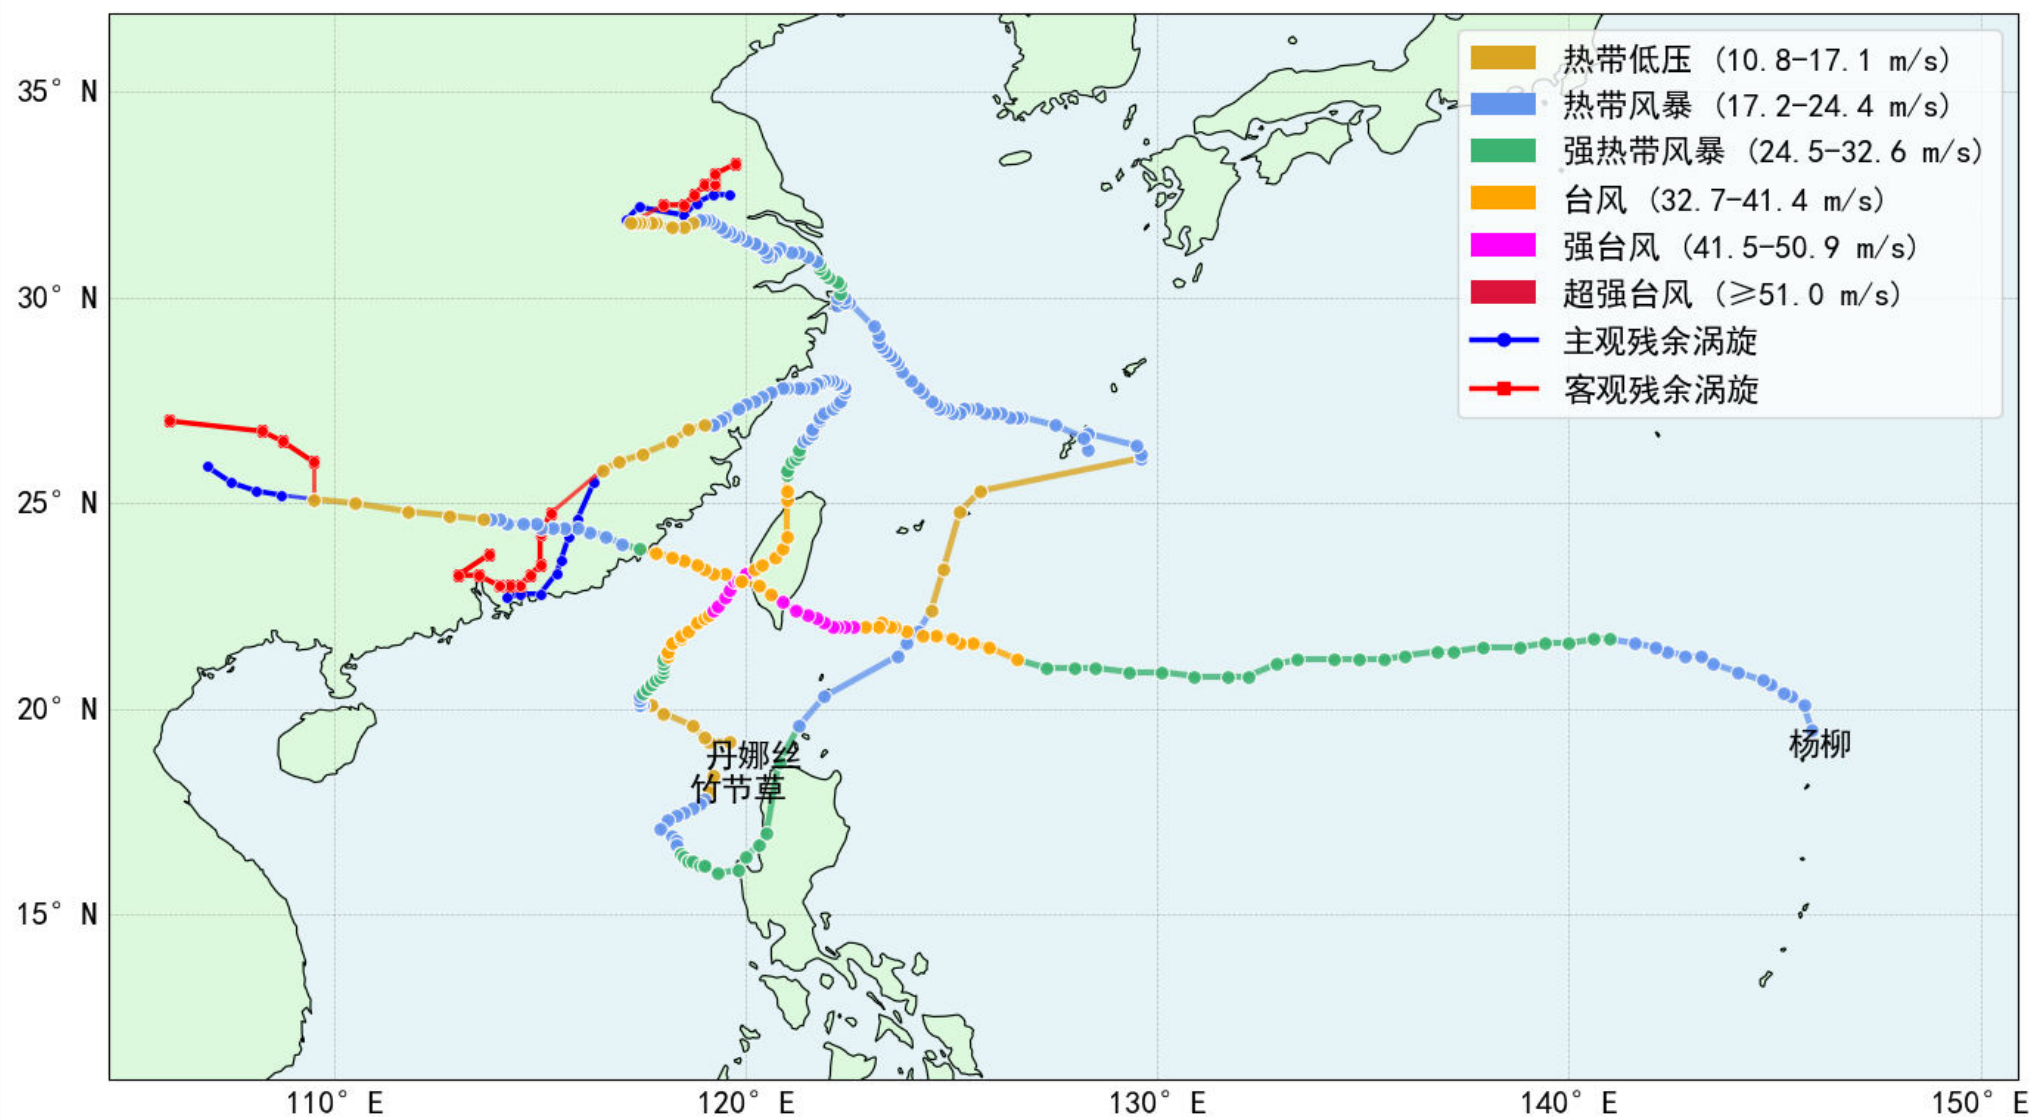 35° N
30° N
25° N
20° N
15° N
热带低压 (10.8-17.1 m/s)
热带风暴 (17.2-24.4 m/s)
强热带风暴 (24.5-32.6 m/s)
台风 (32.7-41.4 m/s)
强台风 (41.5-50.9 m/s)
超强台风 (≥51.0 m/s)
主观残余涡旋
客观残余涡旋
丹娜丝
竹节草
杨柳
110° E
120° E
130° E
140° E
150° E